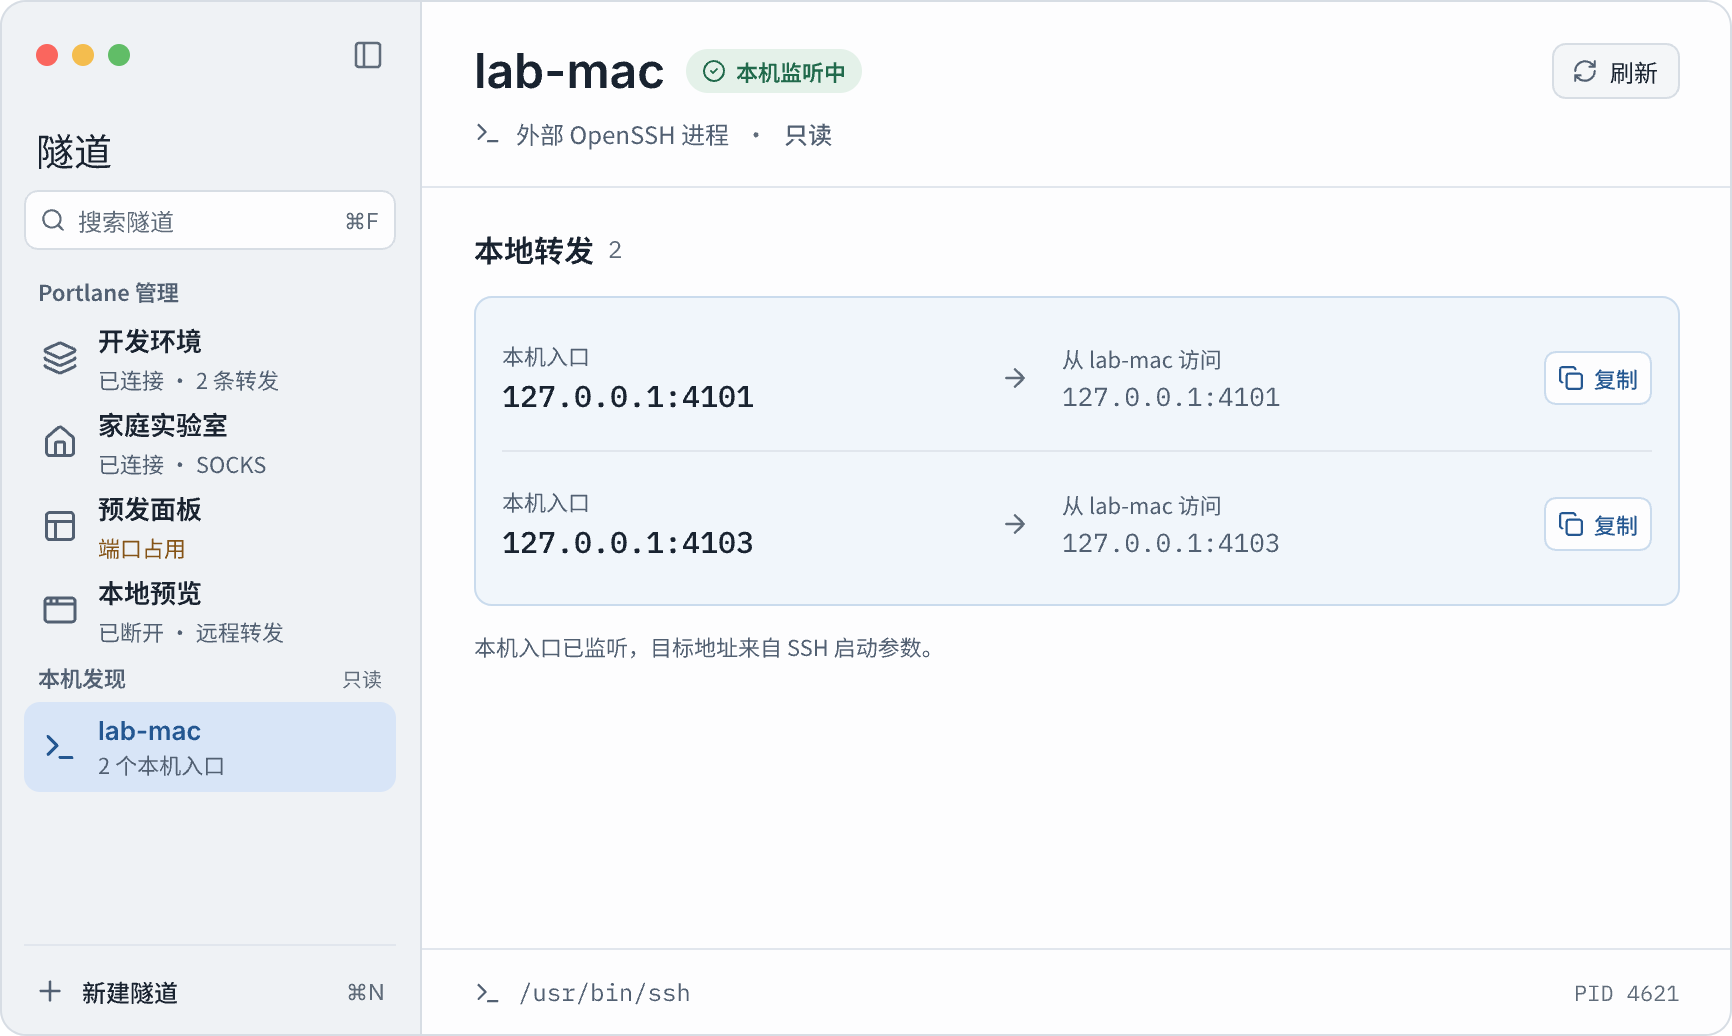 隧道
搜索隧道 ⌘F
Portlane 管理
开发环境
已连接 · 2 条转发
家庭实验室
已连接 · SOCKS
预发面板
端口占用
本地预览
已断开 · 远程转发
本机发现 只读
lab-mac
2 个本机入口
新建隧道 ⌘N
lab-mac 本机监听中 刷新
外部 OpenSSH 进程 · 只读
本地转发 2
本机入口
127.0.0.1:4101
从 lab-mac 访问
127.0.0.1:4101
复制
本机入口
127.0.0.1:4103
从 lab-mac 访问
127.0.0.1:4103
复制
本机入口已监听，目标地址来自 SSH 启动参数。
/usr/bin/ssh PID 4621